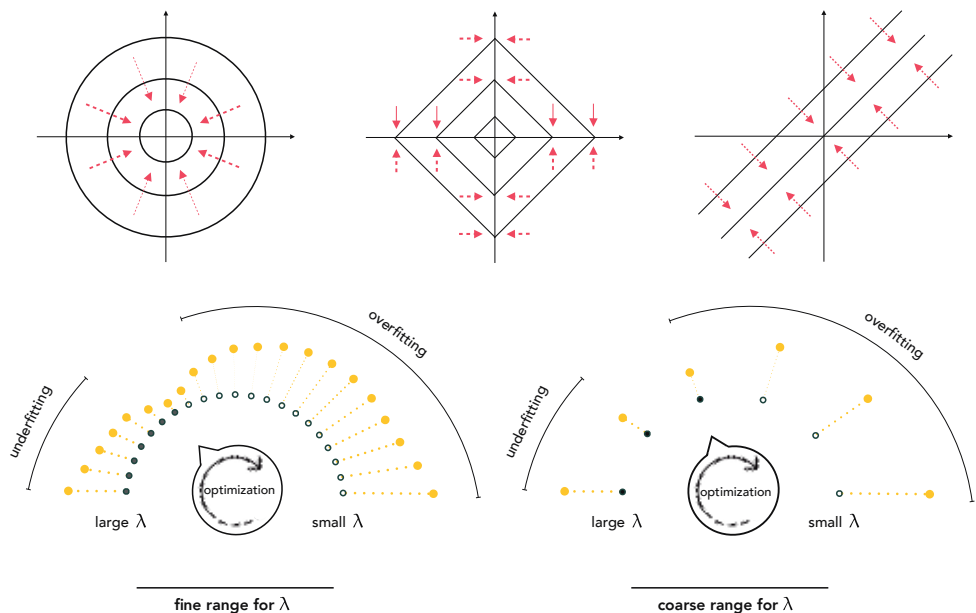 underfitting
overfitting
optimization
large λ
small λ
fine range for λ
underfitting
overfitting
optimization
large λ
small λ
coarse range for λ